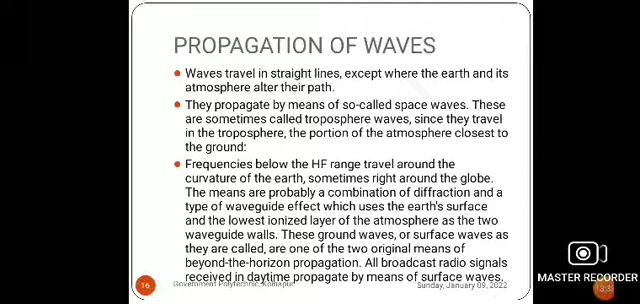 PROPAGATION OF WAVES
Waves travel in straight lines, except where the earth and its
atmosphere alter their path.
They propagate by means of so-called space waves. These
are sometimes called troposphere waves, since they travel
in the troposphere, the portion of the atmosphere closest to
the ground:
Frequencies below the HF range travel around the
curvature of the earth, sometimes right around the globe.
The means are probably a combination of diffraction and a
type of waveguide effect which uses the earth's surface
and the lowest ionized layer of the atmosphere as the two
waveguide walls. These ground waves, or surface waves as
they are called, are one of the two original means of
beyond-the-horizon propagation. All broadcast radio signals
received in daytime propagate by means of surface waves.
16
Government Polytechnic, Kolhapur
Sunday, January 09, 2022
MASTER RECORDER
13:32